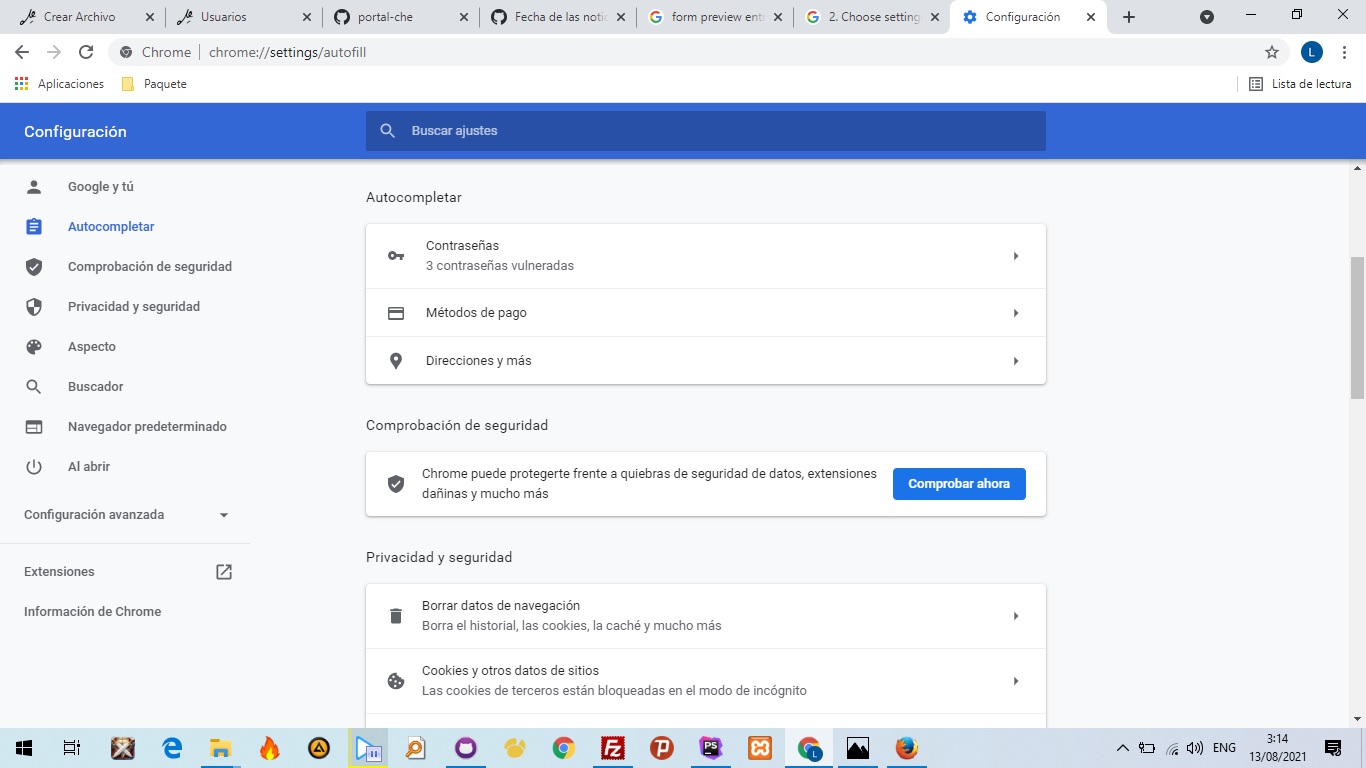 Crear Archivo
Usuarios
portal-che
Fecha de las notic
form preview ent
2. Choose setting
Configuración
Chrome
chrome://settings/autofill
L
Aplicaciones
Paquete
Lista de lectura
Configuración
Buscar ajustes
Google y tú
Autocompletar
Comprobación de seguridad
Privacidad y seguridad
Aspecto
Buscador
Navegador predeterminado
Al abrir
Configuración avanzada
Extensiones
Información de Chrome
Autocompletar
Contraseñas
3 contraseñas vulneradas
Métodos de pago
Direcciones y más
Comprobación de seguridad
Chrome puede protegerte frente a quiebras de seguridad de datos, extensiones
dañinas y mucho más
Comprobar ahora
Privacidad y seguridad
Borrar datos de navegación
Borra el historial, las cookies, la caché y mucho más
Cookies y otros datos de sitios
Las cookies de terceros están bloqueadas en el modo de incógnito
PS
L
ENG
3:14
13/08/2021